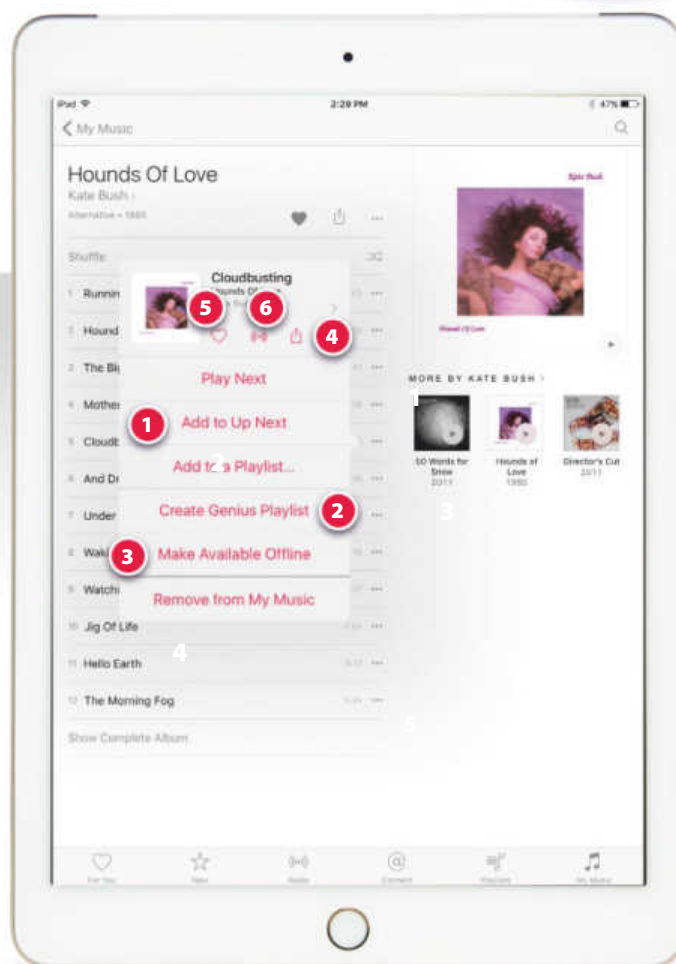 iPad
2:29 PM
47%
My Music
Hounds Of Love
Kate Bush
Alternative • 1985
Shuffle
Cloudbusting
5
6
4
1 Runnin
2 Hound
3 The Big
4 Mother
5 Cloudb
6 And Dr
7 Under
8 Waki
9 Watchi
10 Jig Of Life
11 Hello Earth
12 The Morning Fog
Show Complete Album
Play Next
1
Add to Up Next
2
Add to a Playlist...
Create Genius Playlist
2
3
Make Available Offline
Remove from My Music
4
5
Kate Bush
Hounds Of Love
MORE BY KATE BUSH
1
50 Words for
Snow
2011
Hounds of
Love
1985
Director's Cut
2011
3
For You
New
Radio
Connect
Playlists
My Music